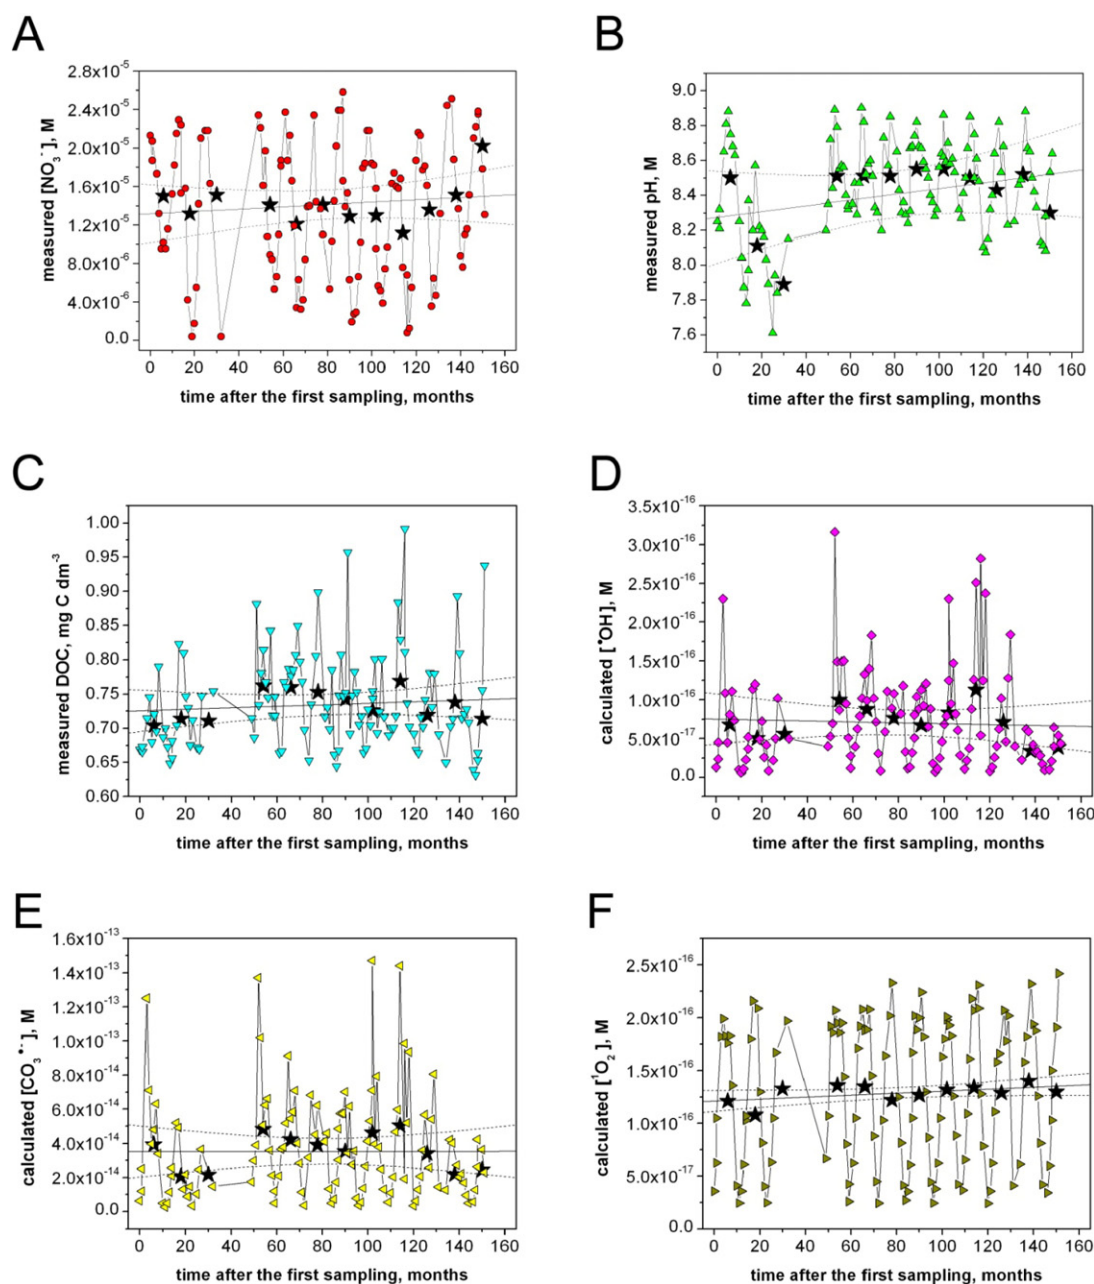 A
2.8x10⁻⁵
2.4x10⁻⁵
2.0x10⁻⁵
1.6x10⁻⁵
1.2x10⁻⁵
8.0x10⁻⁶
4.0x10⁻⁶
0.0
measured [NO₃⁻], M
0 20 40 60 80 100 120 140 160
time after the first sampling, months
B
9.0
8.8
8.6
8.4
8.2
8.0
7.8
7.6
measured pH, M
0 20 40 60 80 100 120 140 160
time after the first sampling, months
C
1.00
0.95
0.90
0.85
0.80
0.75
0.70
0.65
0.60
measured DOC, mg C dm⁻³
0 20 40 60 80 100 120 140 160
time after the first sampling, months
D
3.5x10⁻¹⁶
3.0x10⁻¹⁶
2.5x10⁻¹⁶
2.0x10⁻¹⁶
1.5x10⁻¹⁶
1.0x10⁻¹⁶
5.0x10⁻¹⁷
0.0
calculated [•OH], M
0 20 40 60 80 100 120 140 160
time after the first sampling, months
E
1.6x10⁻¹³
1.4x10⁻¹³
1.2x10⁻¹³
1.0x10⁻¹³
8.0x10⁻¹⁴
6.0x10⁻¹⁴
4.0x10⁻¹⁴
2.0x10⁻¹⁴
0.0
calculated [CO₃•⁻], M
0 20 40 60 80 100 120 140 160
time after the first sampling, months
F
2.5x10⁻¹⁶
2.0x10⁻¹⁶
1.5x10⁻¹⁶
1.0x10⁻¹⁶
5.0x10⁻¹⁷
0.0
calculated [¹O₂], M
0 20 40 60 80 100 120 140 160
time after the first sampling, months